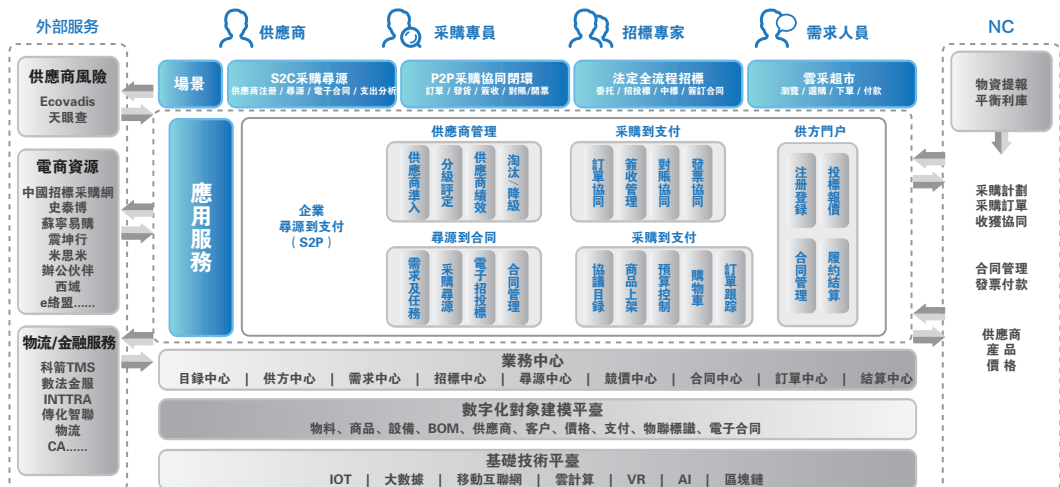 外部服务
供應商
采購專員
招標專家
需求人員
NC
供應商風險
Ecovadis
天眼查
電商資源
中國招標采購網
史泰博
蘇寧易購
震坤行
米思米
辦公伙伴
西域
e絡盟......
物流/金融服務
科箭TMS
數法金服
INTTRA
傳化智聯
物流
CA......
場景
S2C采購尋源
供應商注册 / 尋源 / 電子合同 / 支出分析
P2P采購協同閉環
訂單 / 發貨 / 簽收 / 對賬/開票
法定全流程招標
委托 / 招投標 / 中標 / 簽訂合同
雲采超市
瀏覽 / 選購 / 下單 / 付款
應用服務
企業
尋源到支付
（S2P）
供應商管理
供應商準入
分級評定
供應商績效
淘汰/降級
采購到支付
訂單協同
簽收管理
對賬協同
發票協同
供方門户
注册登録
投標報價
合同管理
履約結算
尋源到合同
需求及任務
采購尋源
電子招投標
合同管理
采購到支付
協議目録
商品上架
預算控制
購物車
訂單跟踪
業務中心
目録中心 | 供方中心 | 需求中心 | 招標中心 | 尋源中心 | 競價中心 | 合同中心 | 訂單中心 | 結算中心
數字化對象建模平臺
物料、商品、設備、BOM、供應商、客户、價格、支付、物聯標識、電子合同
基礎技術平臺
IOT | 大數據 | 移動互聯網 | 雲計算 | VR | AI | 區塊鏈
物資提報
平衡利庫
采購計劃
采購訂單
收獲協同
合同管理
發票付款
供應商
産品
價格